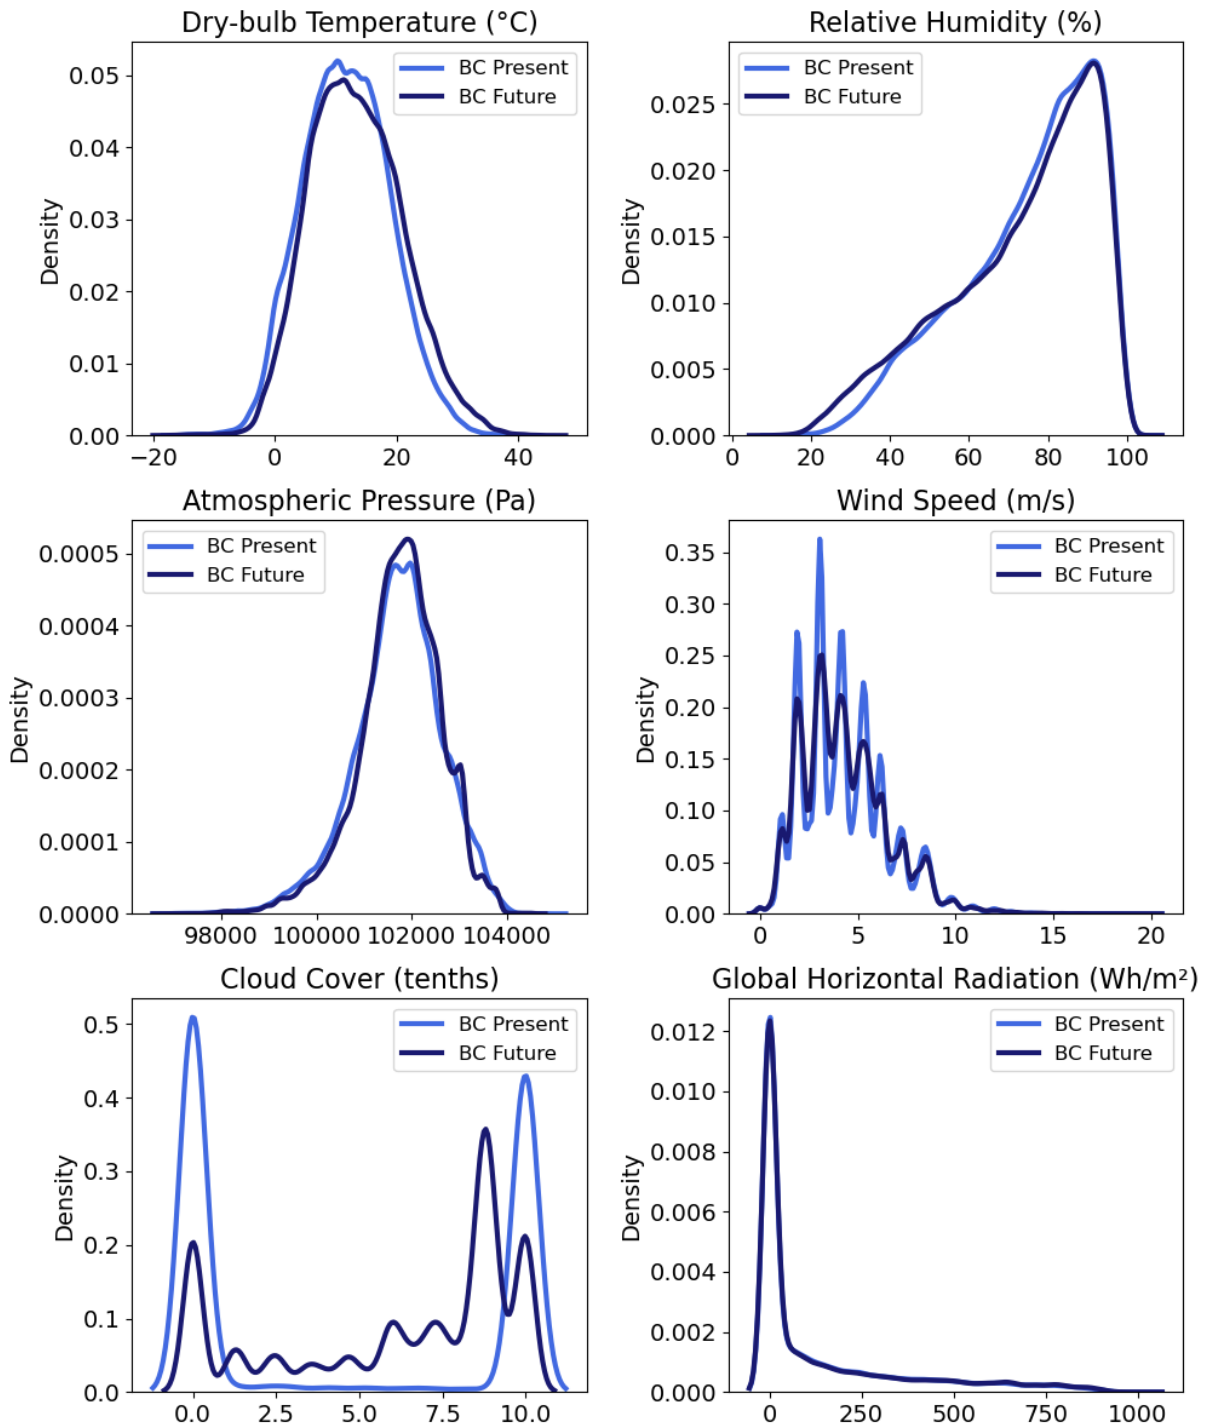 Dry-bulb Temperature (°C)
BC Present
BC Future
Density
0.05
0.04
0.03
0.02
0.01
0.00
−20
0
20
40
Relative Humidity (%)
BC Present
BC Future
Density
0.025
0.020
0.015
0.010
0.005
0.000
0
20
40
60
80
100
Atmospheric Pressure (Pa)
BC Present
BC Future
Density
0.0005
0.0004
0.0003
0.0002
0.0001
0.0000
98000
100000
102000
104000
Wind Speed (m/s)
BC Present
BC Future
Density
0.35
0.30
0.25
0.20
0.15
0.10
0.05
0.00
0
5
10
15
20
Cloud Cover (tenths)
BC Present
BC Future
Density
0.5
0.4
0.3
0.2
0.1
0.0
0.0
2.5
5.0
7.5
10.0
Global Horizontal Radiation (Wh/m²)
BC Present
BC Future
Density
0.012
0.010
0.008
0.006
0.004
0.002
0.000
0
250
500
750
1000